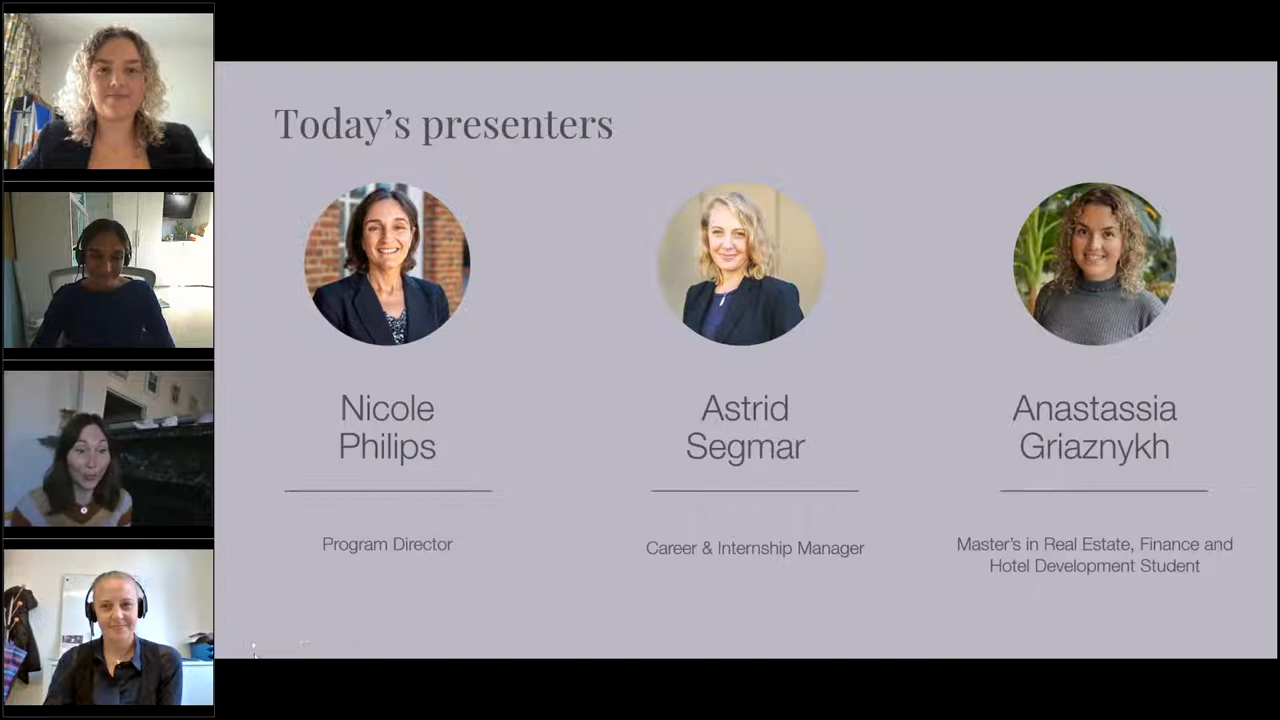 Today's presenters
Nicole
Philips
Astrid
Segmar
Anastassia
Griaznykh
Program Director
Career & Internship Manager
Master's in Real Estate, Finance and
Hotel Development Student